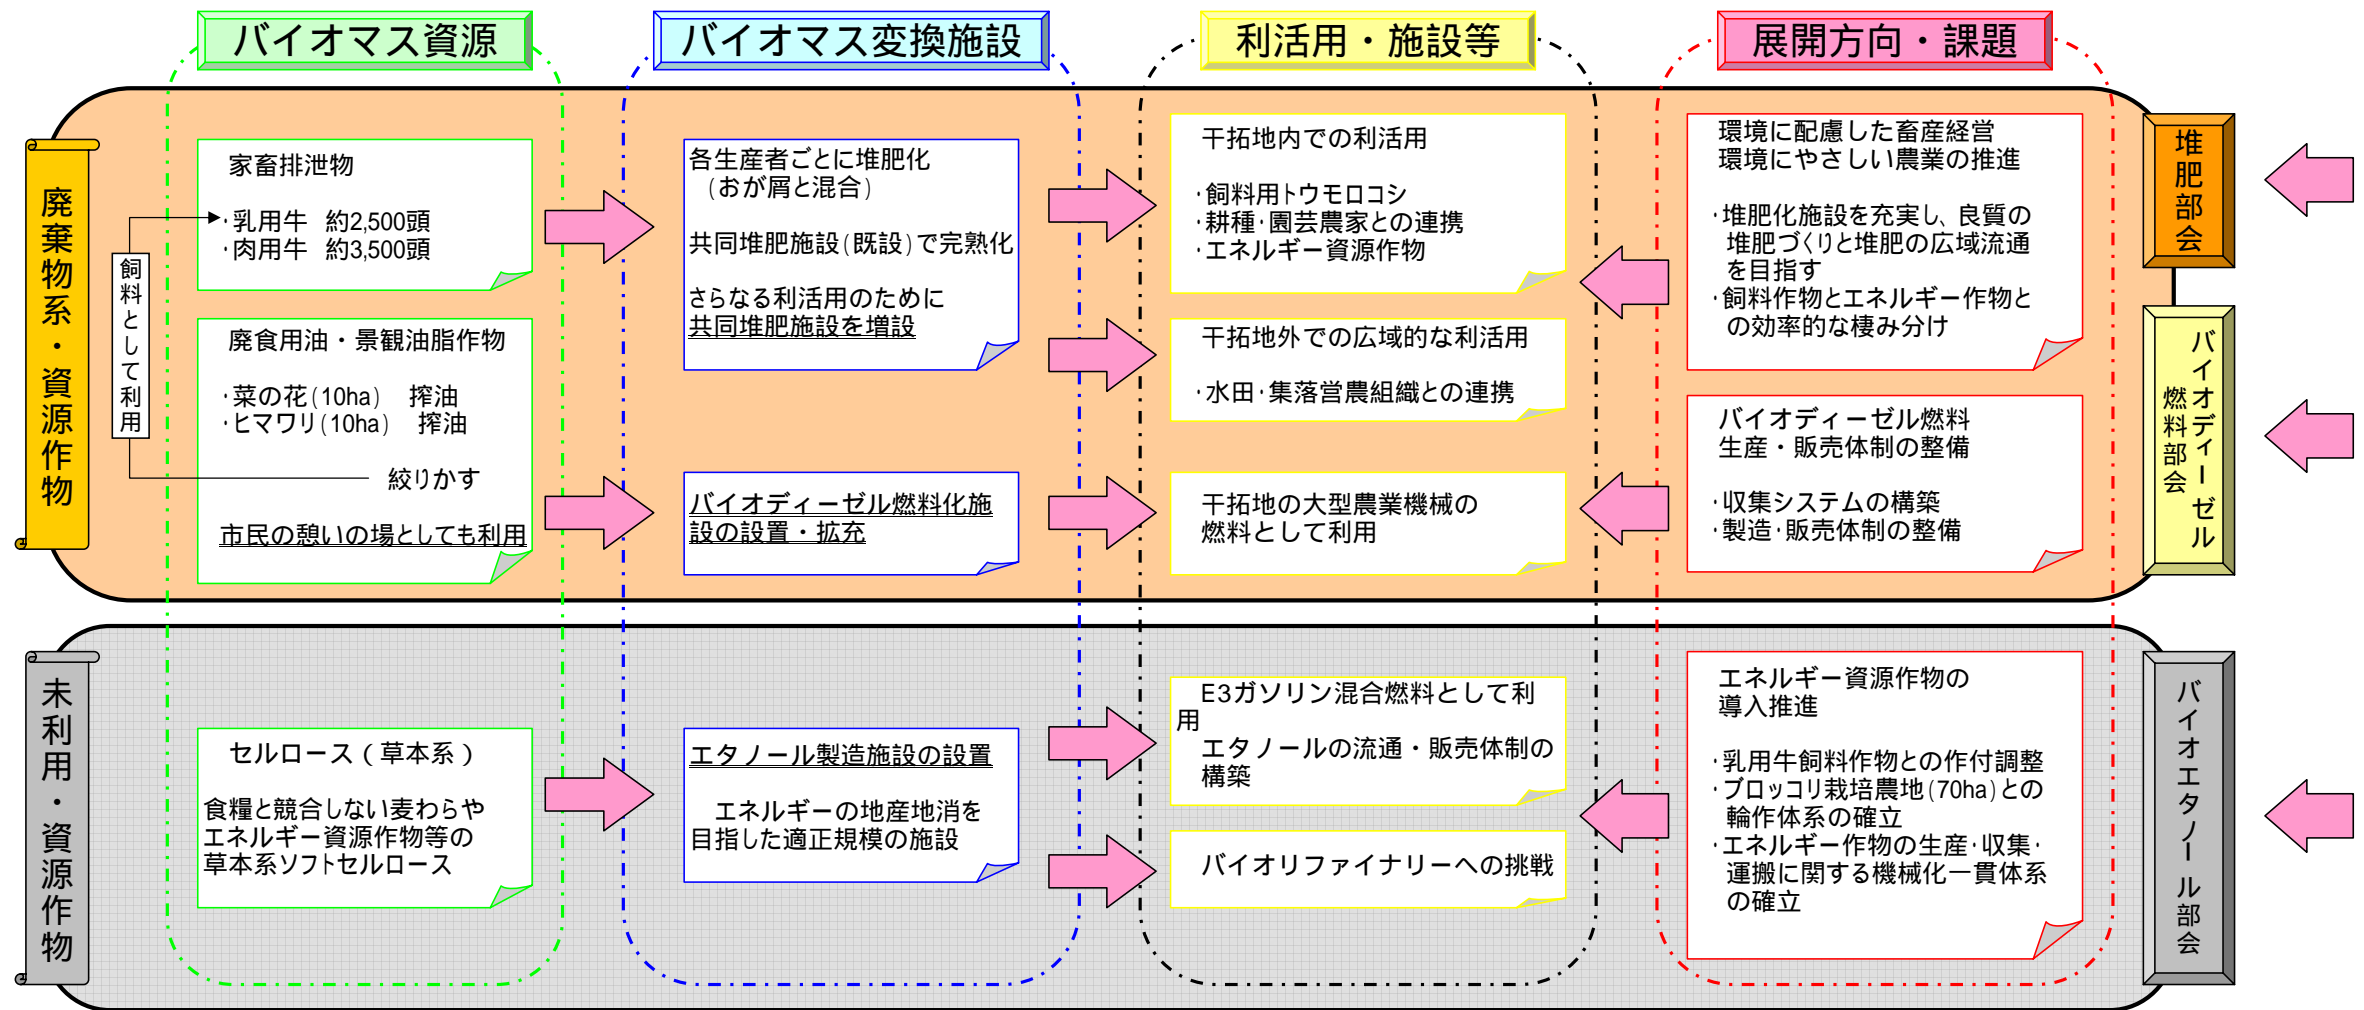 バイオマス資源
バイオマス変換施設
利活用・施設等
展開方向・課題
廃棄物系・資源作物
飼料として利用
家畜排泄物
・乳用牛　約2,500頭
・肉用牛　約3,500頭
廃食用油・景観油脂作物
・菜の花(10ha)　搾油
・ヒマワリ(10ha)　搾油
絞りかす
市民の憩いの場としても利用
各生産者ごとに堆肥化
(おが屑と混合)
共同堆肥施設(既設)で完熟化
さらなる利活用のために
共同堆肥施設を増設
バイオディーゼル燃料化施
設の設置・拡充
干拓地内での利活用
・飼料用トウモロコシ
・耕種・園芸農家との連携
・エネルギー資源作物
干拓地外での広域的な利活用
・水田・集落営農組織との連携
干拓地の大型農業機械の
燃料として利用
環境に配慮した畜産経営
環境にやさしい農業の推進
・堆肥化施設を充実し、良質の
堆肥づくりと堆肥の広域流通
を目指す
・飼料作物とエネルギー作物と
の効率的な棲み分け
バイオディーゼル燃料
生産・販売体制の整備
・収集システムの構築
・製造・販売体制の整備
堆肥部会
バイオディーゼル
燃料部会
未利用・資源作物
セルロース（草本系）
食糧と競合しない麦わらや
エネルギー資源作物等の
草本系ソフトセルロース
エタノール製造施設の設置
エネルギーの地産地消を
目指した適正規模の施設
E3ガソリン混合燃料として利
用
エタノールの流通・販売体制の
構築
バイオリファイナリーへの挑戦
エネルギー資源作物の
導入推進
・乳用牛飼料作物との作付調整
・ブロッコリ栽培農地(70ha)との
輪作体系の確立
・エネルギー作物の生産・収集・
運搬に関する機械化一貫体系
の確立
バイオエタノール部会